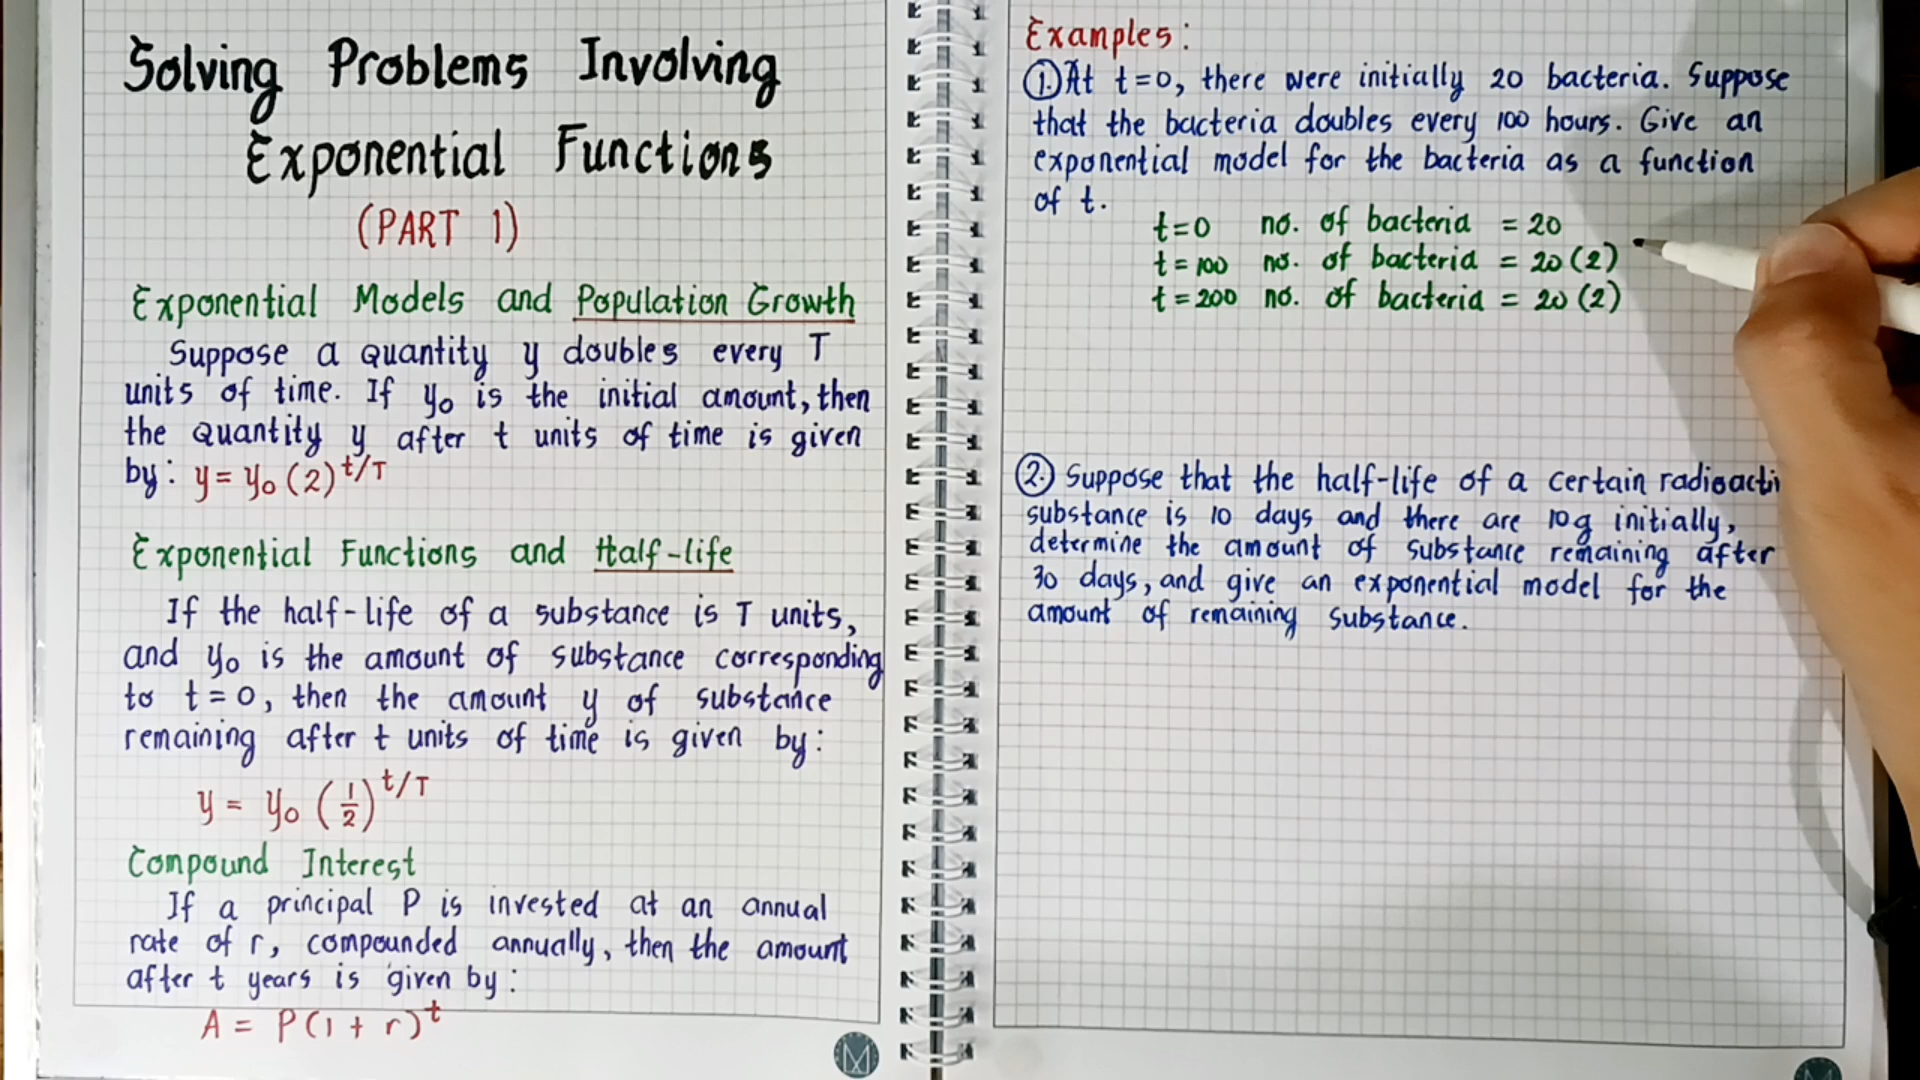 Solving Problems Involving
Exponential Functions
(PART 1)
Exponential Models and Population Growth
Suppose a quantity y doubles every T
units of time. If y₀ is the initial amount, then
the quantity y after t units of time is given
by: y = y₀ (2)^t/T
Exponential Functions and Half-life
If the half-life of a substance is T units,
and y₀ is the amount of substance corresponding
to t = 0, then the amount y of substance
remaining after t units of time is given by:
y = y₀ (1/2)^t/T
Compound Interest
If a principal P is invested at an annual
rate of r, compounded annually, then the amount
after t years is given by:
A = P(1 + r)^t
Examples:
1. At t=0, there were initially 20 bacteria. Suppose
that the bacteria doubles every 100 hours. Give an
exponential model for the bacteria as a function
of t.
t=0 no. of bacteria = 20
t = 100 no. of bacteria = 20 (2)
t = 200 no. of bacteria = 20 (2)
2. Suppose that the half-life of a certain radioacti
substance is 10 days and there are 10g initially,
determine the amount of substance remaining after
30 days, and give an exponential model for the
amount of remaining substance.